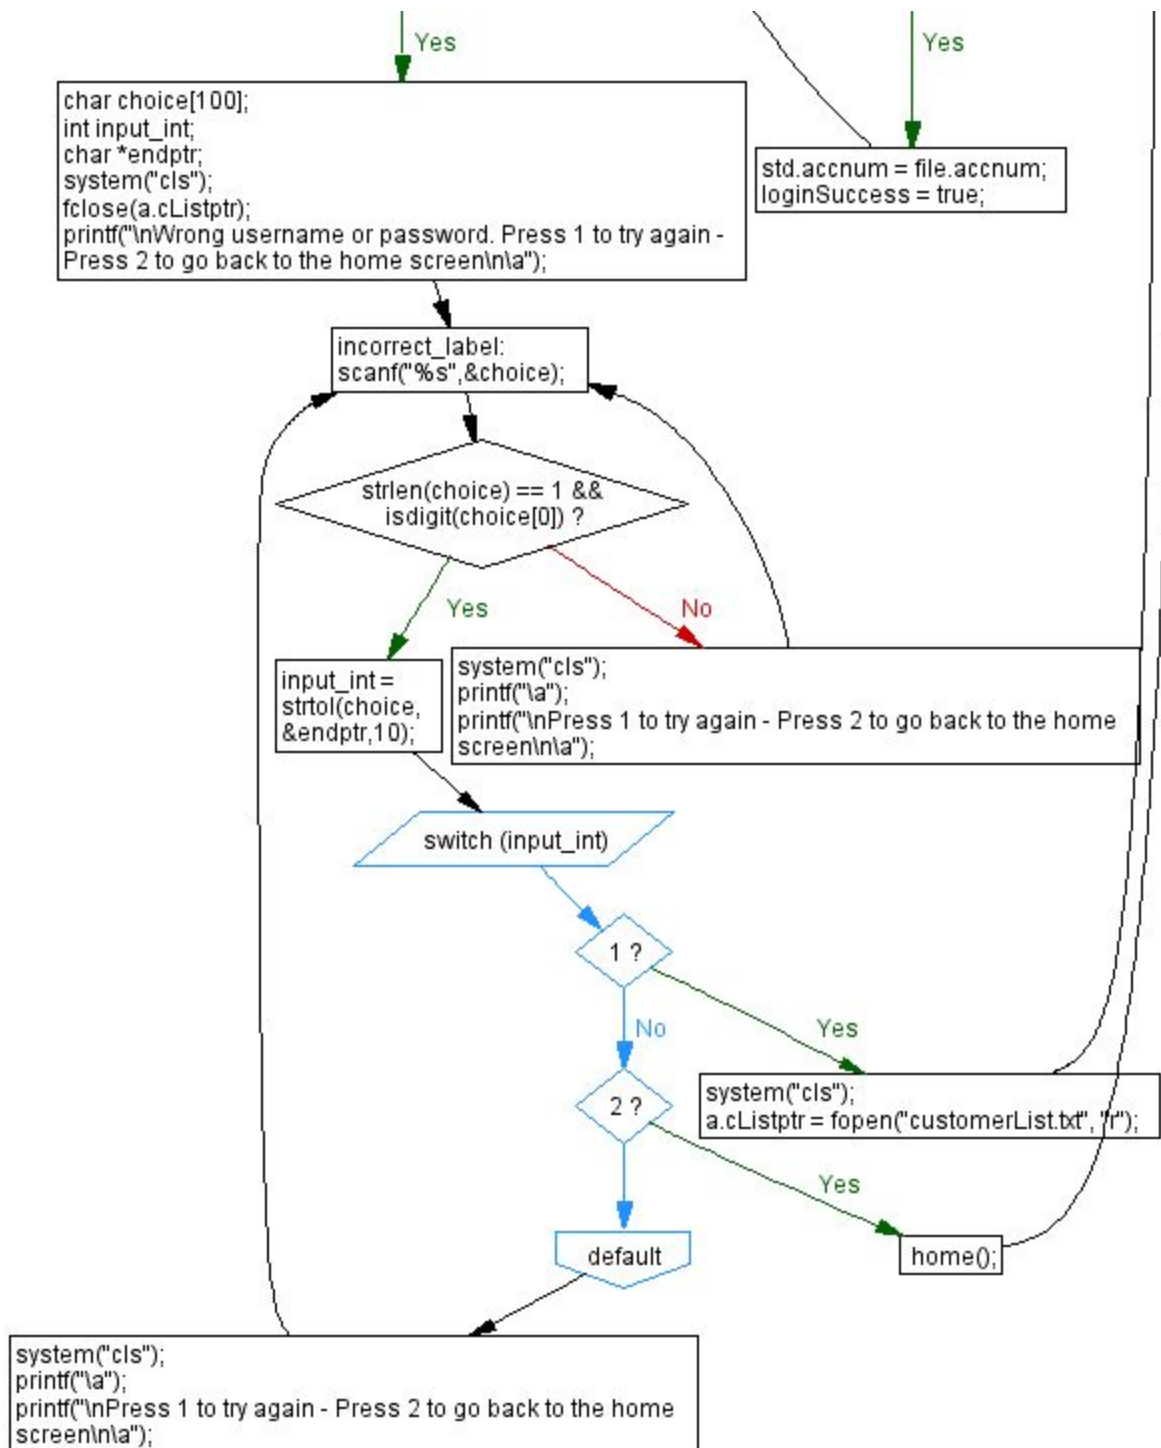 Yes
Yes
char choice[100];
int input_int;
char *endptr;
system("cls");
fclose(a.cListptr);
printf("\nWrong username or password. Press 1 to try again -
Press 2 to go back to the home screen\n\a");
std.accnum = file.accnum;
loginSuccess = true;
incorrect_label:
scanf("%s",&choice);
strlen(choice) == 1 &&
isdigit(choice[0]) ?
Yes
No
input_int =
strtol(choice,
&endptr,10);
system("cls");
printf("\a");
printf("\nPress 1 to try again - Press 2 to go back to the home
screen\n\a");
switch (input_int)
1 ?
No
Yes
system("cls");
a.cListptr = fopen("customerList.txt", "r");
2 ?
Yes
default
home();
system("cls");
printf("\a");
printf("\nPress 1 to try again - Press 2 to go back to the home
screen\n\a");